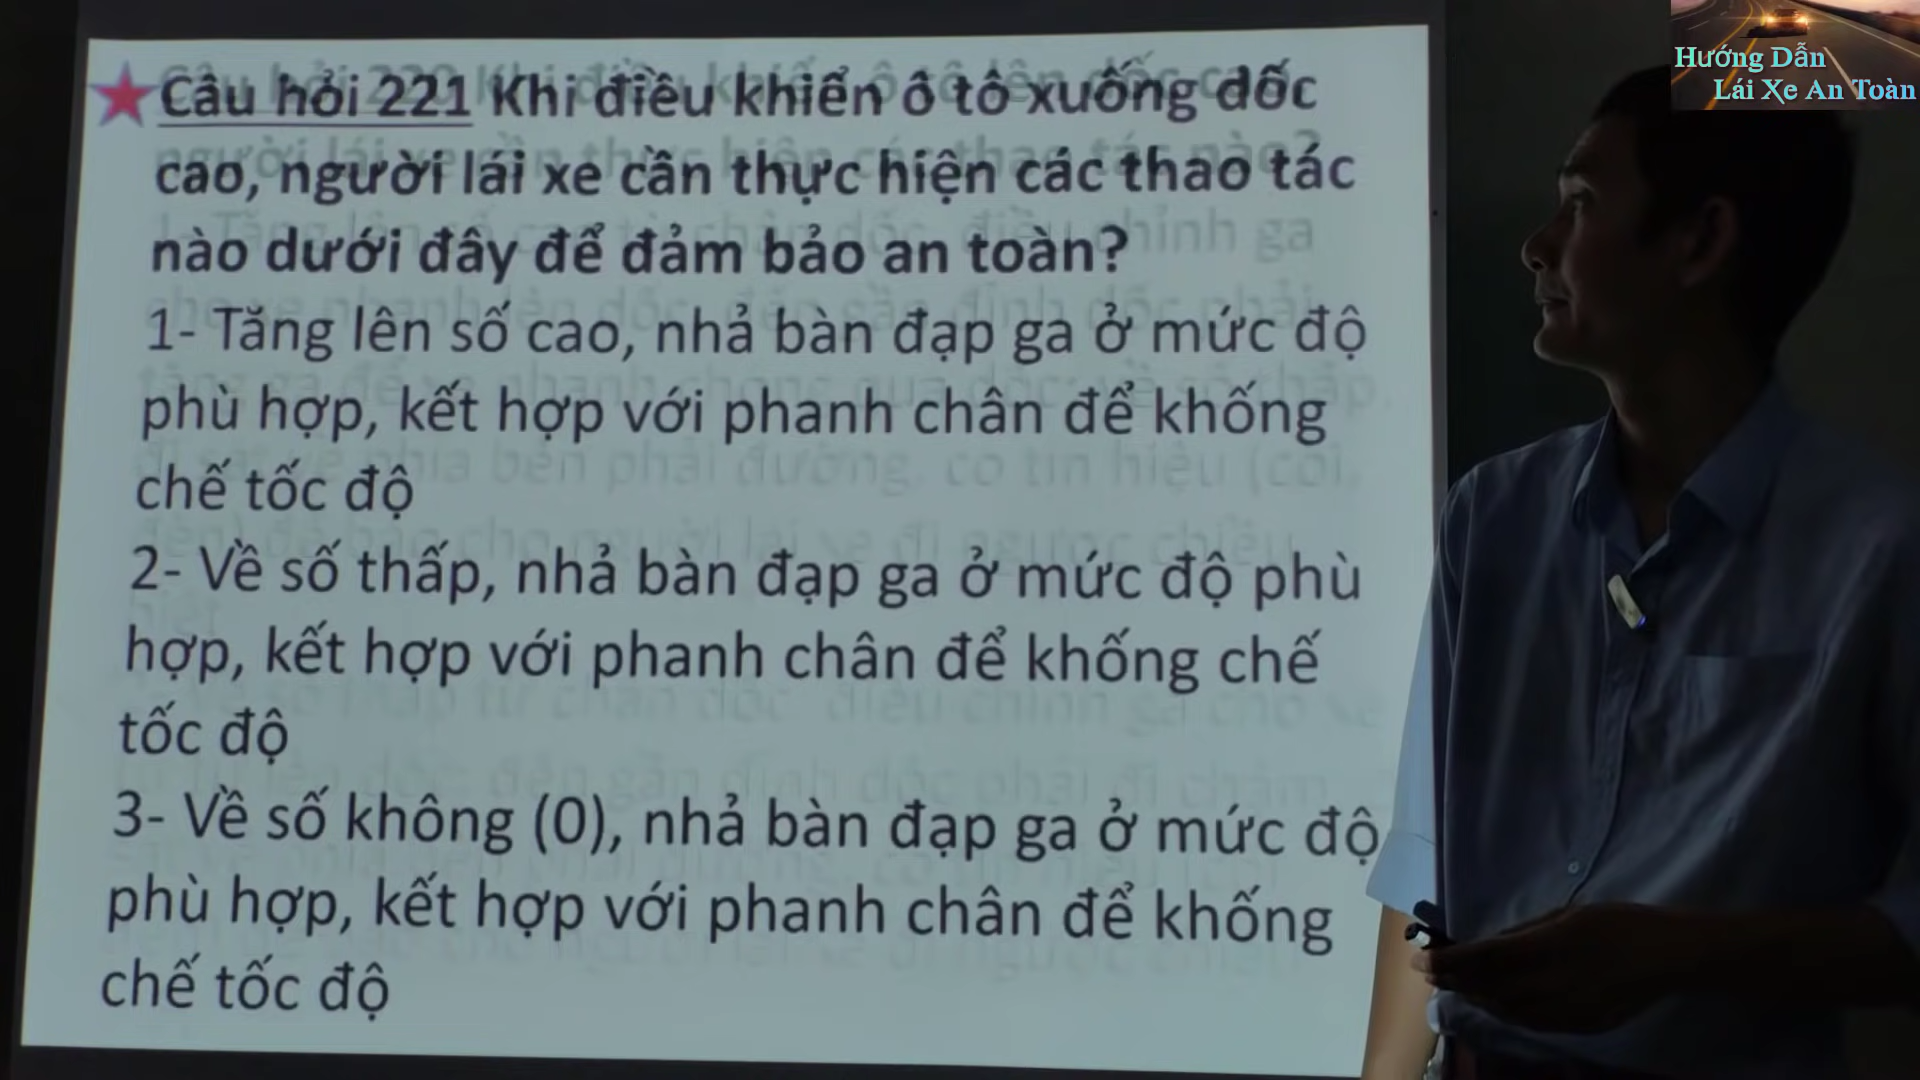 Hướng Dẫn
Lái Xe An Toàn
Câu hỏi 221 Khi điều khiển ô tô xuống dốc
cao, người lái xe cần thực hiện các thao tác
nào dưới đây để đảm bảo an toàn?
1- Tăng lên số cao, nhả bàn đạp ga ở mức độ
phù hợp, kết hợp với phanh chân để khống
chế tốc độ
2- Về số thấp, nhả bàn đạp ga ở mức độ phù
hợp, kết hợp với phanh chân để khống chế
tốc độ
3- Về số không (0), nhả bàn đạp ga ở mức độ
phù hợp, kết hợp với phanh chân để khống
chế tốc độ